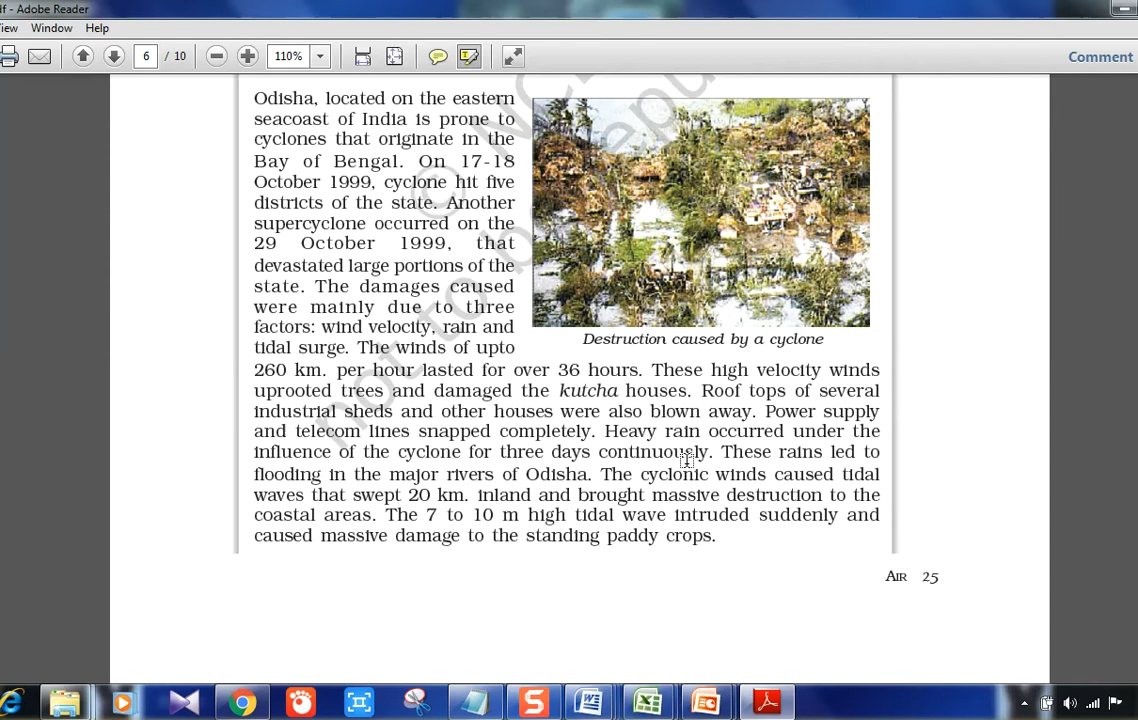 df - Adobe Reader
View Window Help
6 / 10 110% Comment
Odisha, located on the eastern
seacoast of India is prone to
cyclones that originate in the
Bay of Bengal. On 17-18
October 1999, cyclone hit five
districts of the state. Another
supercyclone occurred on the
29 October 1999, that
devastated large portions of the
state. The damages caused
were mainly due to three
factors: wind velocity, rain and
tidal surge. The winds of upto
Destruction caused by a cyclone
260 km. per hour lasted for over 36 hours. These high velocity winds
uprooted trees and damaged the kutcha houses. Roof tops of several
industrial sheds and other houses were also blown away. Power supply
and telecom lines snapped completely. Heavy rain occurred under the
influence of the cyclone for three days continuously. These rains led to
flooding in the major rivers of Odisha. The cyclonic winds caused tidal
waves that swept 20 km. inland and brought massive destruction to the
coastal areas. The 7 to 10 m high tidal wave intruded suddenly and
caused massive damage to the standing paddy crops.
AIR 25
© NC
not to b republ